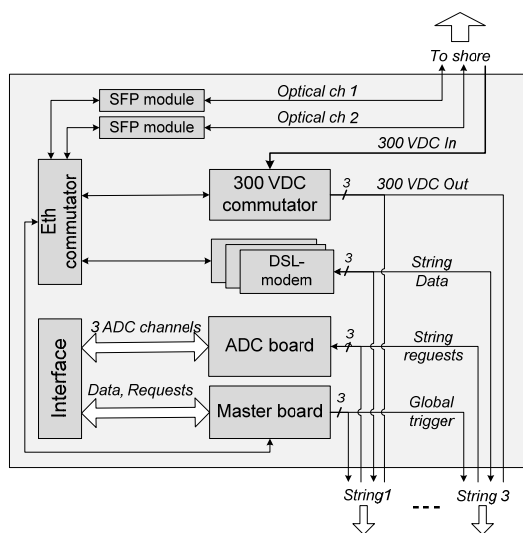 To shore
SFP module
Optical ch 1
SFP module
Optical ch 2
300 VDC In
Eth
commutator
300 VDC
commutator
3
300 VDC Out
DSL-
modem
3
String
Data
Interface
3 ADC channels
ADC board
3
String
reguests
Data, Requests
Master board
3
Global
trigger
String1
String 3